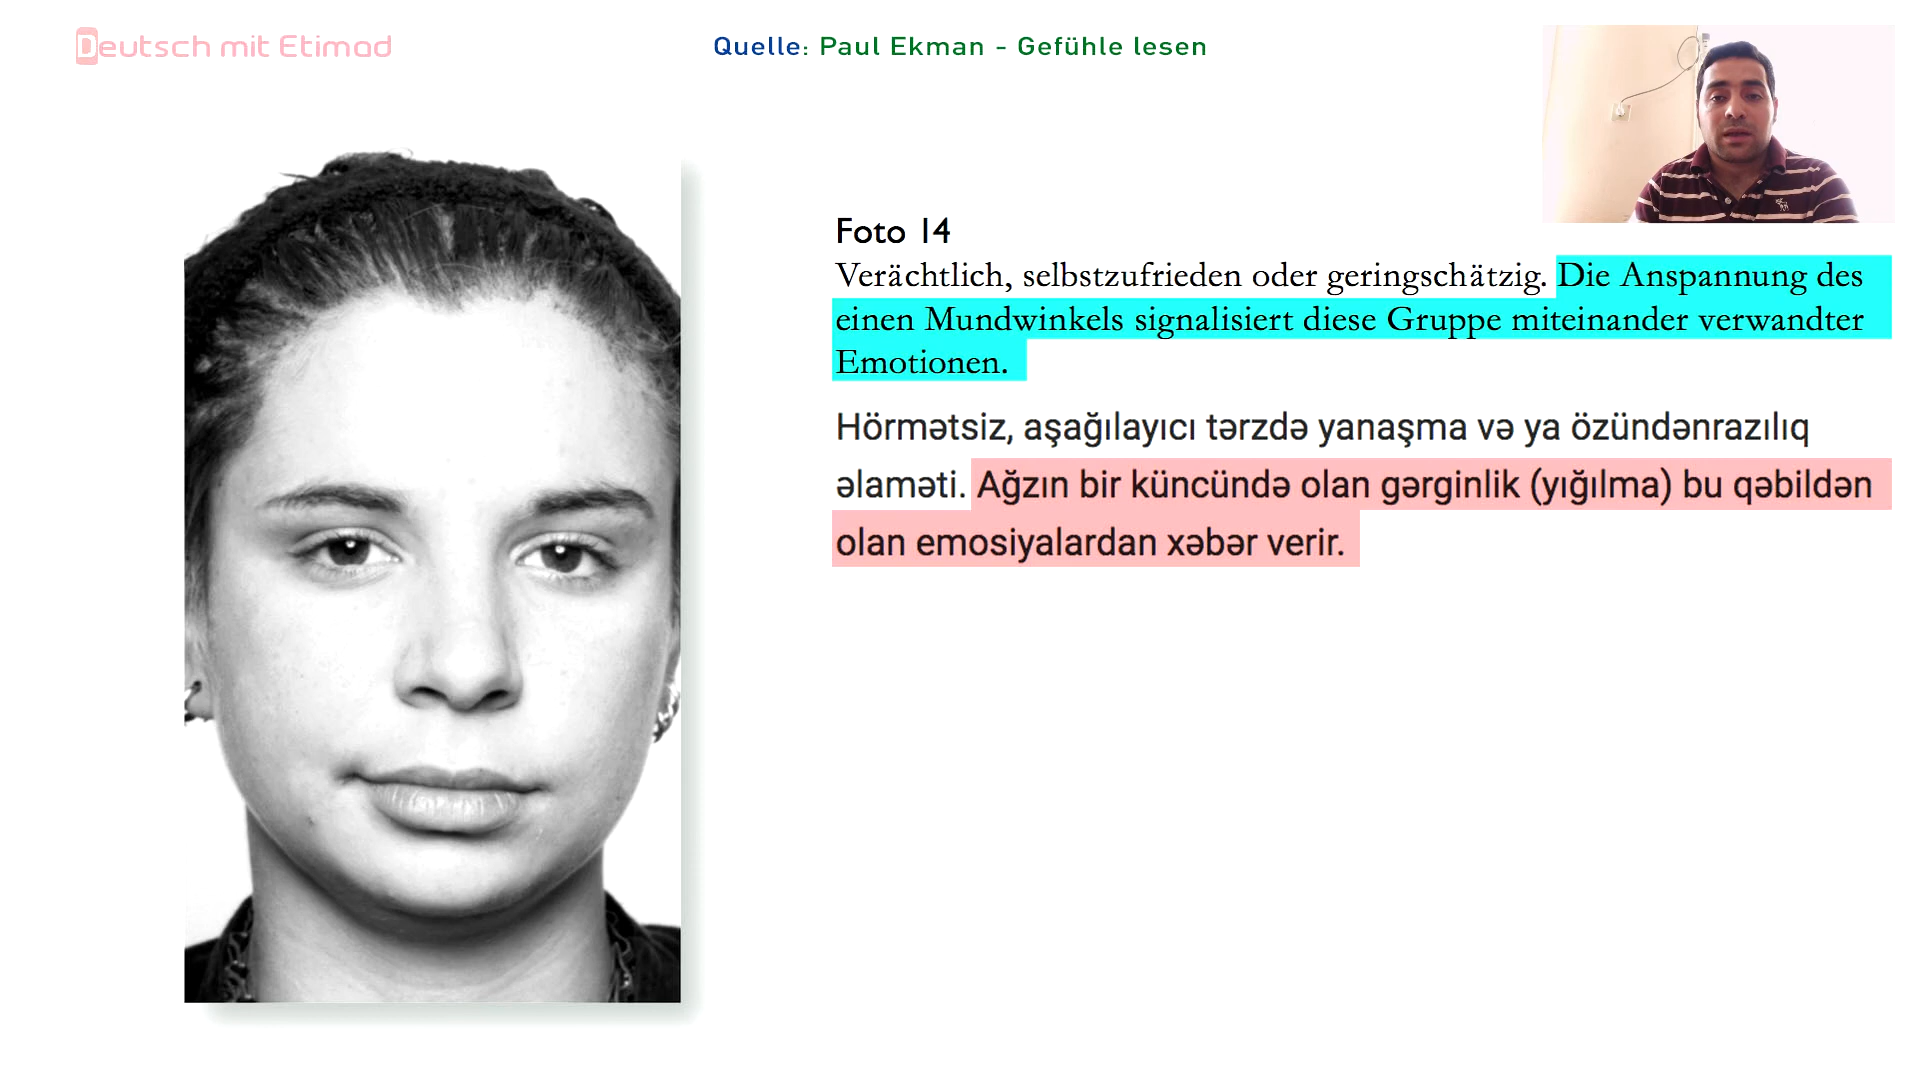 Deutsch mit Etimad
Quelle: Paul Ekman - Gefühle lesen
Foto 14
Verächtlich, selbstzufrieden oder geringschätzig. Die Anspannung des
einen Mundwinkels signalisiert diese Gruppe miteinander verwandter
Emotionen.
Hörmətsiz, aşağılayıcı tərzdə yanaşma və ya özündənrazılıq
əlaməti. Ağzın bir küncündə olan gərginlik (yığılma) bu qəbildən
olan emosiyalardan xəbər verir.